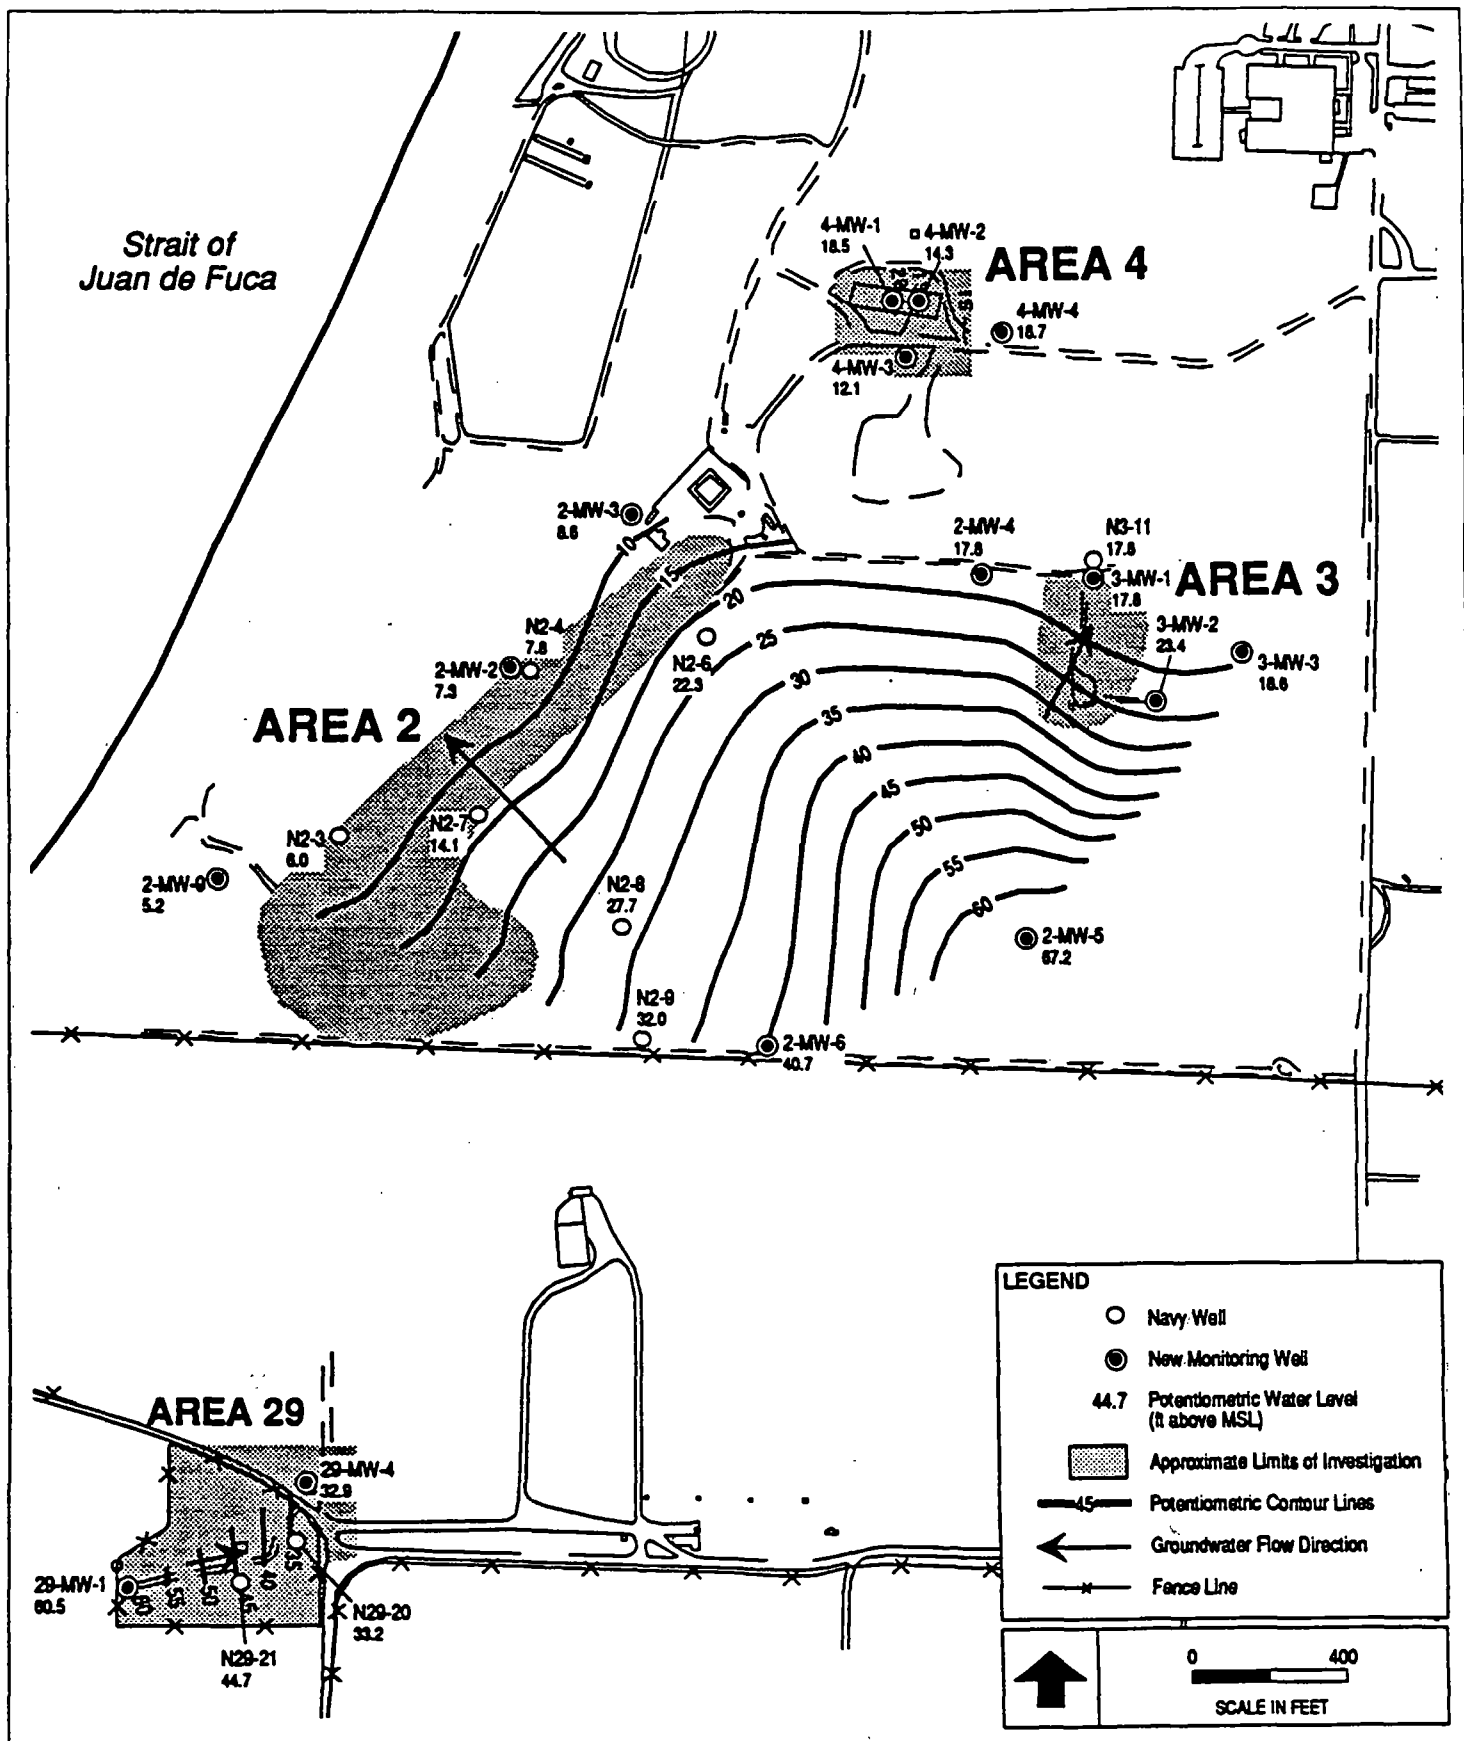 Strait of
Juan de Fuca
4-MW-1
18.5
4-MW-2
14.3
AREA 4
4-MW-4
18.7
4-MW-3
12.1
2-MW-3
8.6
2-MW-4
17.8
N3-11
17.8
3-MW-1
17.8
AREA 3
3-MW-2
23.4
3-MW-3
18.6
10
15
20
25
30
35
40
45
50
55
60
N2-4
7.8
2-MW-2
7.3
N2-6
22.3
AREA 2
N2-7
14.1
N2-3
6.0
2-MW-9
5.2
N2-8
27.7
2-MW-5
67.2
N2-9
32.0
2-MW-6
40.7
AREA 29
29-MW-4
32.9
29-MW-1
60.5
60
55
50
45
40
35
N29-20
33.2
N29-21
44.7
LEGEND
Navy Well
New Monitoring Well
44.7 Potentiometric Water Level
(ft above MSL)
Approximate Limits of Investigation
45 Potentiometric Contour Lines
Groundwater Flow Direction
Fence Line
0 400
SCALE IN FEET